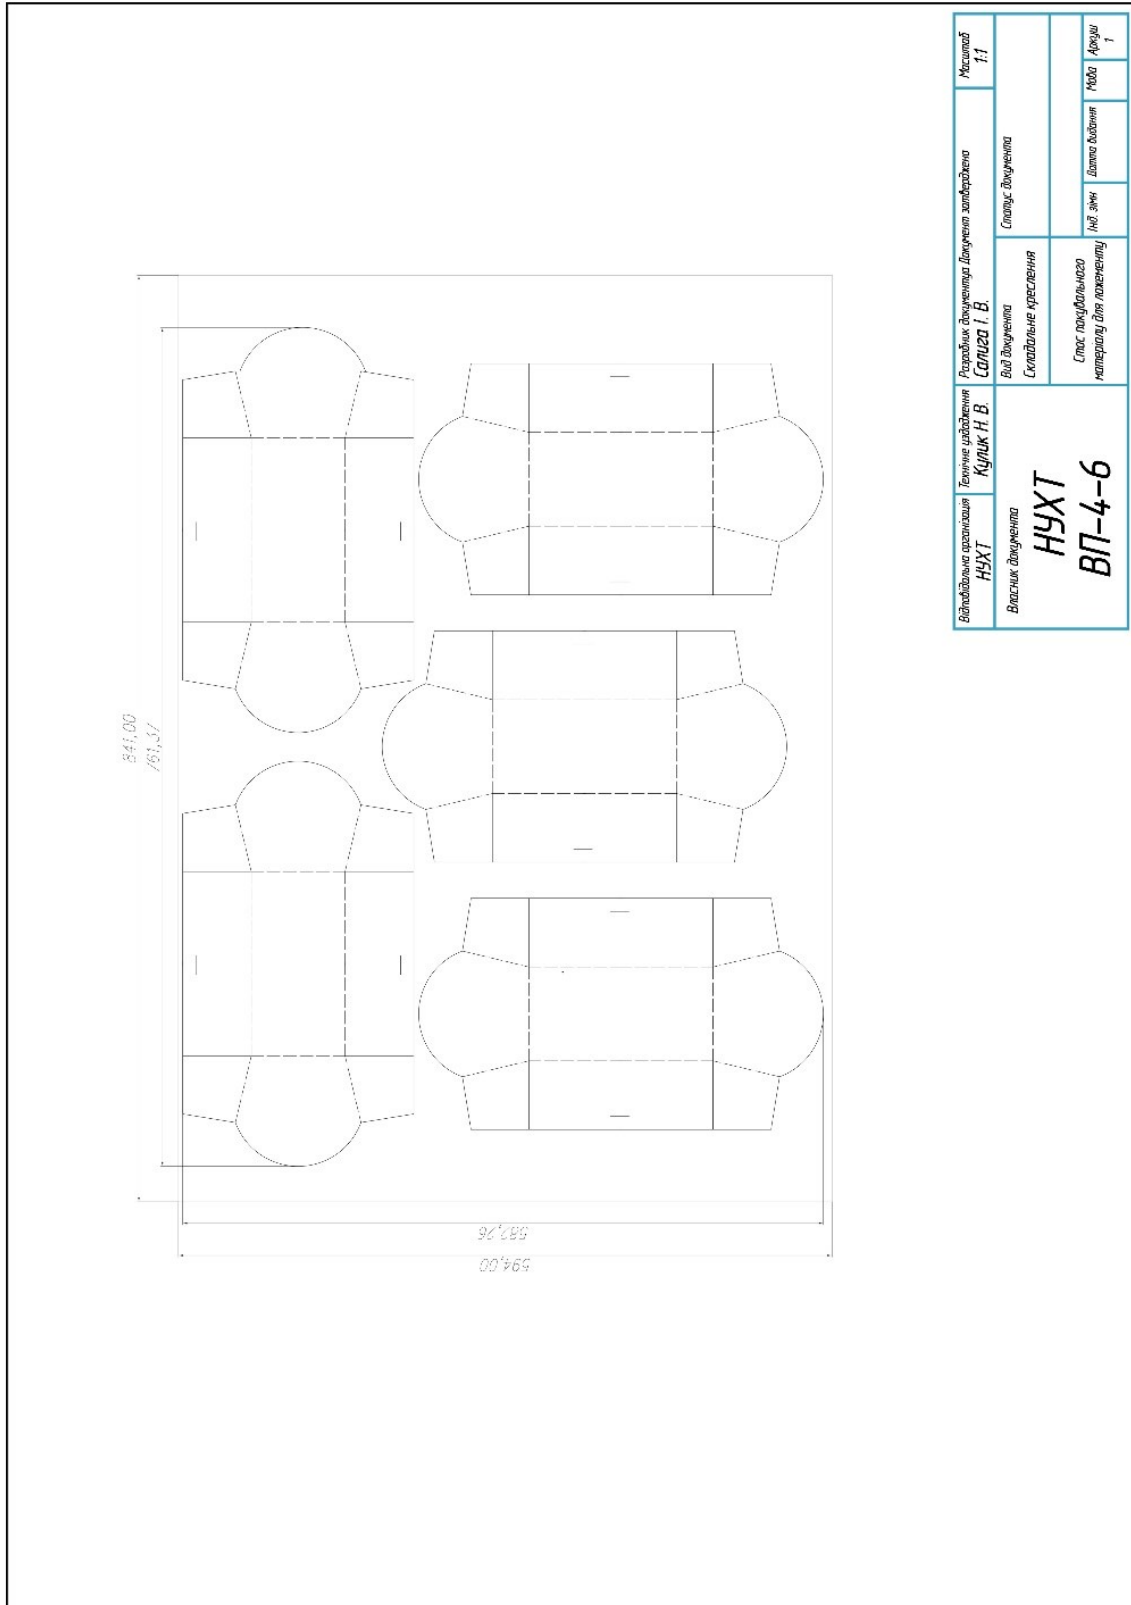 841,00
761,37
582,26
594,00
Відповідальна організація
НУХТ
Технічне узгодження
Кулик Н. В.
Розробник документа
Салига І. В.
Документ затверджено
Масштаб
1:1
Власник документа
НУХТ
ВП-4-6
Вид документа
Складальне креслення
Статус документа
Стос пакувального
матеріалу для ложементу
Інд. змін
Дата видання
Мова
Аркуш
1